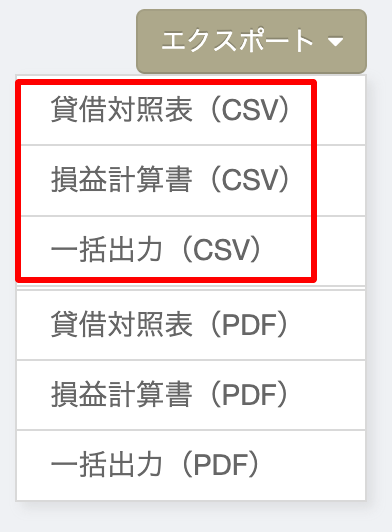 エクスポート
貸借対照表（CSV）
損益計算書（CSV）
一括出力（CSV）
貸借対照表（PDF）
損益計算書（PDF）
一括出力（PDF）